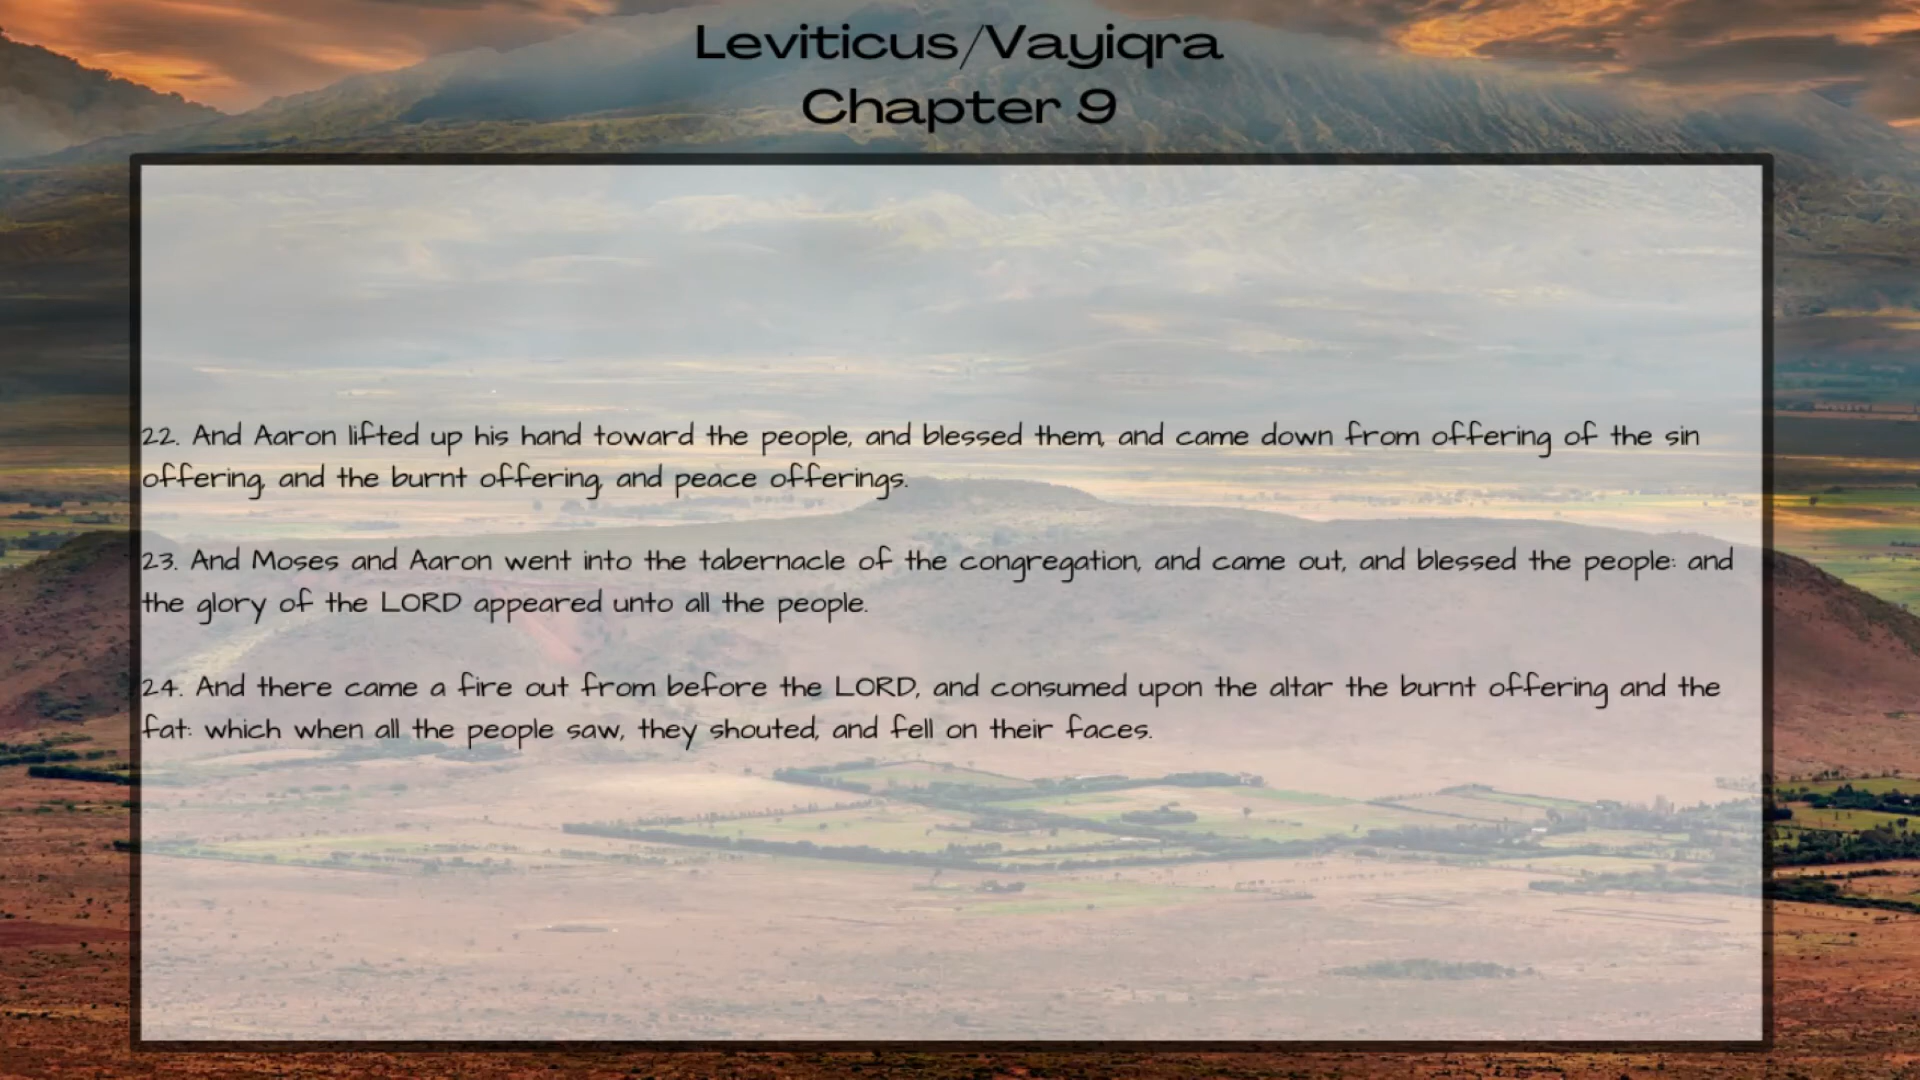 Leviticus/Vayiqra
Chapter 9
22. And Aaron lifted up his hand toward the people, and blessed them, and came down from offering of the sin
offering, and the burnt offering, and peace offerings.
23. And Moses and Aaron went into the tabernacle of the congregation, and came out, and blessed the people: and
the glory of the LORD appeared unto all the people.
24. And there came a fire out from before the LORD, and consumed upon the altar the burnt offering and the
fat: which when all the people saw, they shouted, and fell on their faces.